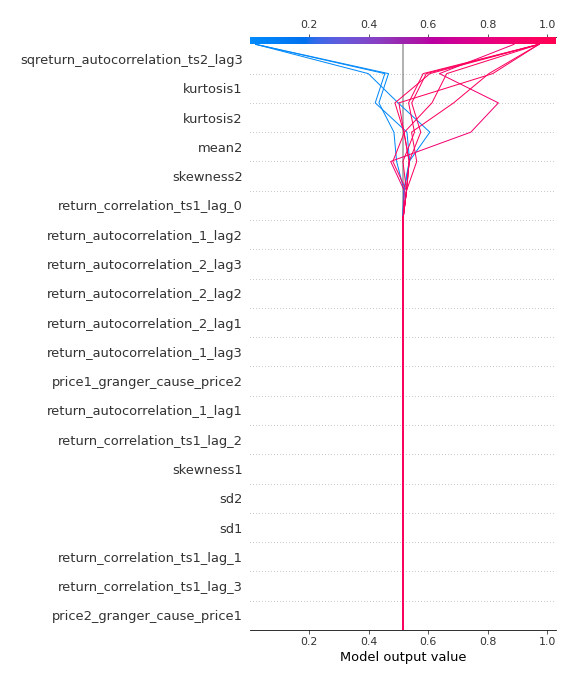 0.2 0.4 0.6 0.8 1.0
sqreturn_autocorrelation_ts2_lag3
kurtosis1
kurtosis2
mean2
skewness2
return_correlation_ts1_lag_0
return_autocorrelation_1_lag2
return_autocorrelation_2_lag3
return_autocorrelation_2_lag2
return_autocorrelation_2_lag1
return_autocorrelation_1_lag3
price1_granger_cause_price2
return_autocorrelation_1_lag1
return_correlation_ts1_lag_2
skewness1
sd2
sd1
return_correlation_ts1_lag_1
return_correlation_ts1_lag_3
price2_granger_cause_price1
0.2 0.4 0.6 0.8 1.0
Model output value